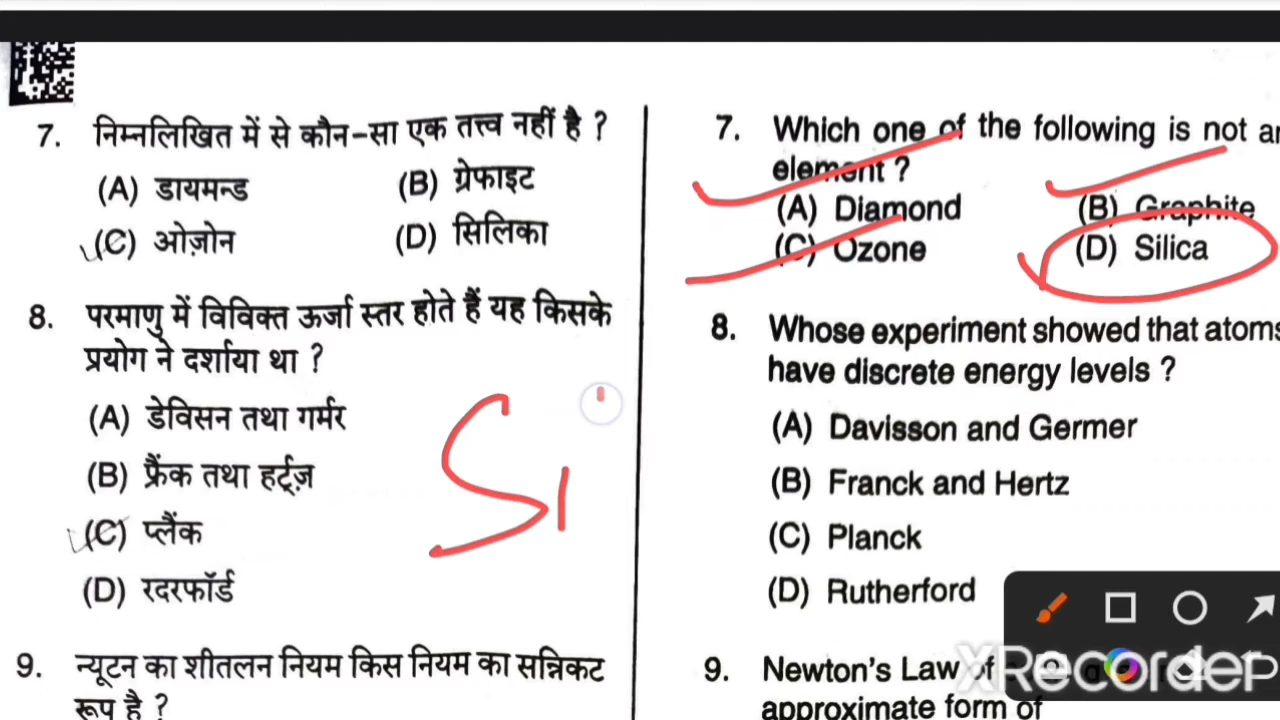 7. निम्नलिखित में से कौन-सा एक तत्त्व नहीं है ?
(A) डायमन्ड (B) ग्रेफाइट
(C) ओज़ोन (D) सिलिका
8. परमाणु में विविक्त ऊर्जा स्तर होते हैं यह किसके
प्रयोग ने दर्शाया था ?
(A) डेविसन तथा गर्मर
(B) फ्रैंक तथा हर्ट्ज़
(C) प्लैंक
(D) रदरफॉर्ड
9. न्यूटन का शीतलन नियम किस नियम का सन्निकट
रूप है ?
Si
7. Which one of the following is not an
element ?
(A) Diamond (B) Graphite
(C) Ozone (D) Silica
8. Whose experiment showed that atoms
have discrete energy levels ?
(A) Davisson and Germer
(B) Franck and Hertz
(C) Planck
(D) Rutherford
9. Newton's Law of
approximate form of
XRecorder